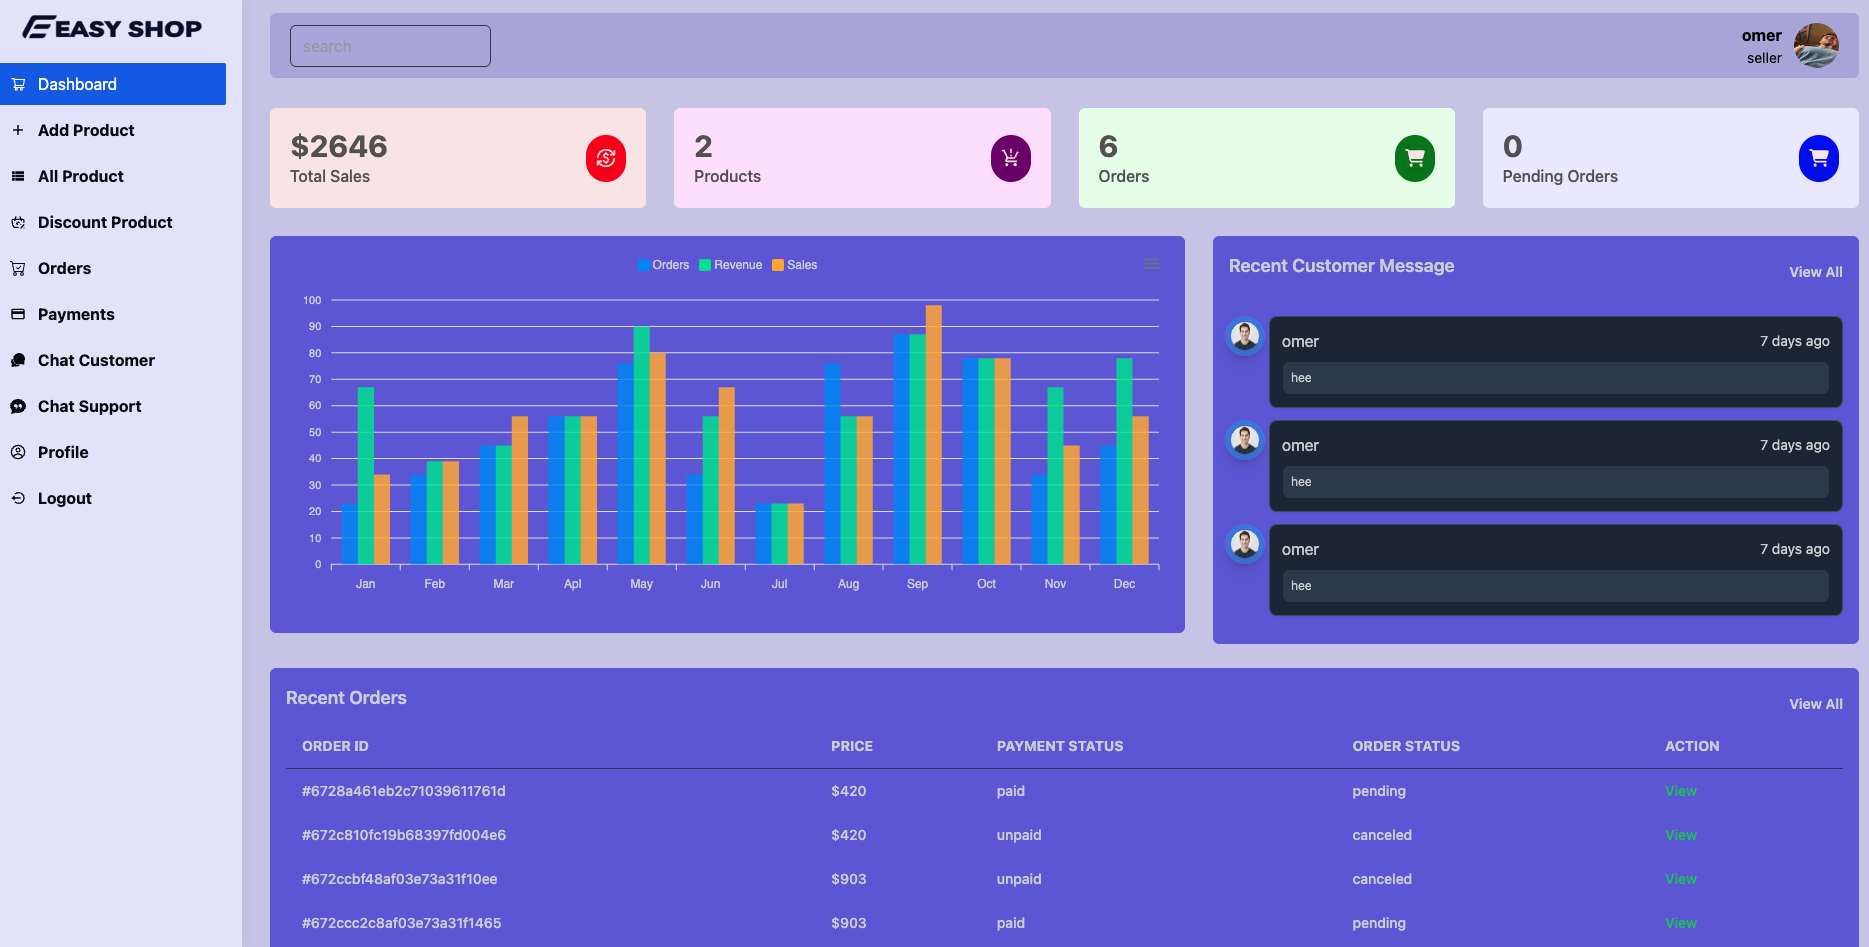 EASY SHOP
Dashboard
Add Product
All Product
Discount Product
Orders
Payments
Chat Customer
Chat Support
Profile
Logout
search
omer
seller
$2646
Total Sales
2
Products
6
Orders
0
Pending Orders
Orders Revenue Sales
100
90
80
70
60
50
40
30
20
10
0
Jan Feb Mar Apl May Jun Jul Aug Sep Oct Nov Dec
Recent Customer Message
View All
omer 7 days ago
hee
omer 7 days ago
hee
omer 7 days ago
hee
Recent Orders
View All
ORDER ID PRICE PAYMENT STATUS ORDER STATUS ACTION
#6728a461eb2c71039611761d $420 paid pending View
#672c810fc19b68397fd004e6 $420 unpaid canceled View
#672ccbf48af03e73a31f10ee $903 unpaid canceled View
#672ccc2c8af03e73a31f1465 $903 paid pending View